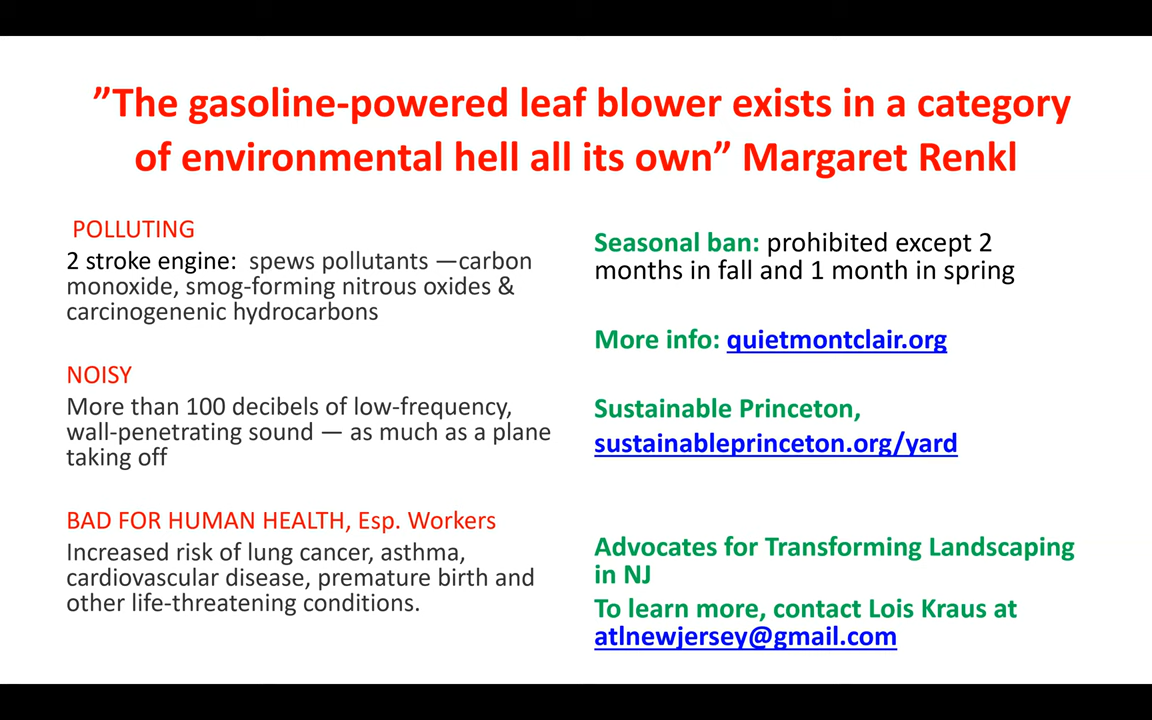 ”The gasoline-powered leaf blower exists in a category
of environmental hell all its own” Margaret Renkl
POLLUTING
2 stroke engine:  spews pollutants —carbon
monoxide, smog-forming nitrous oxides &
carcinogenenic hydrocarbons
NOISY
More than 100 decibels of low-frequency,
wall-penetrating sound — as much as a plane
taking off
BAD FOR HUMAN HEALTH, Esp. Workers
Increased risk of lung cancer, asthma,
cardiovascular disease, premature birth and
other life-threatening conditions.
Seasonal ban: prohibited except 2
months in fall and 1 month in spring
More info: quietmontclair.org
Sustainable Princeton,
sustainableprinceton.org/yard
Advocates for Transforming Landscaping
in NJ
To learn more, contact Lois Kraus at
atlnewjersey@gmail.com